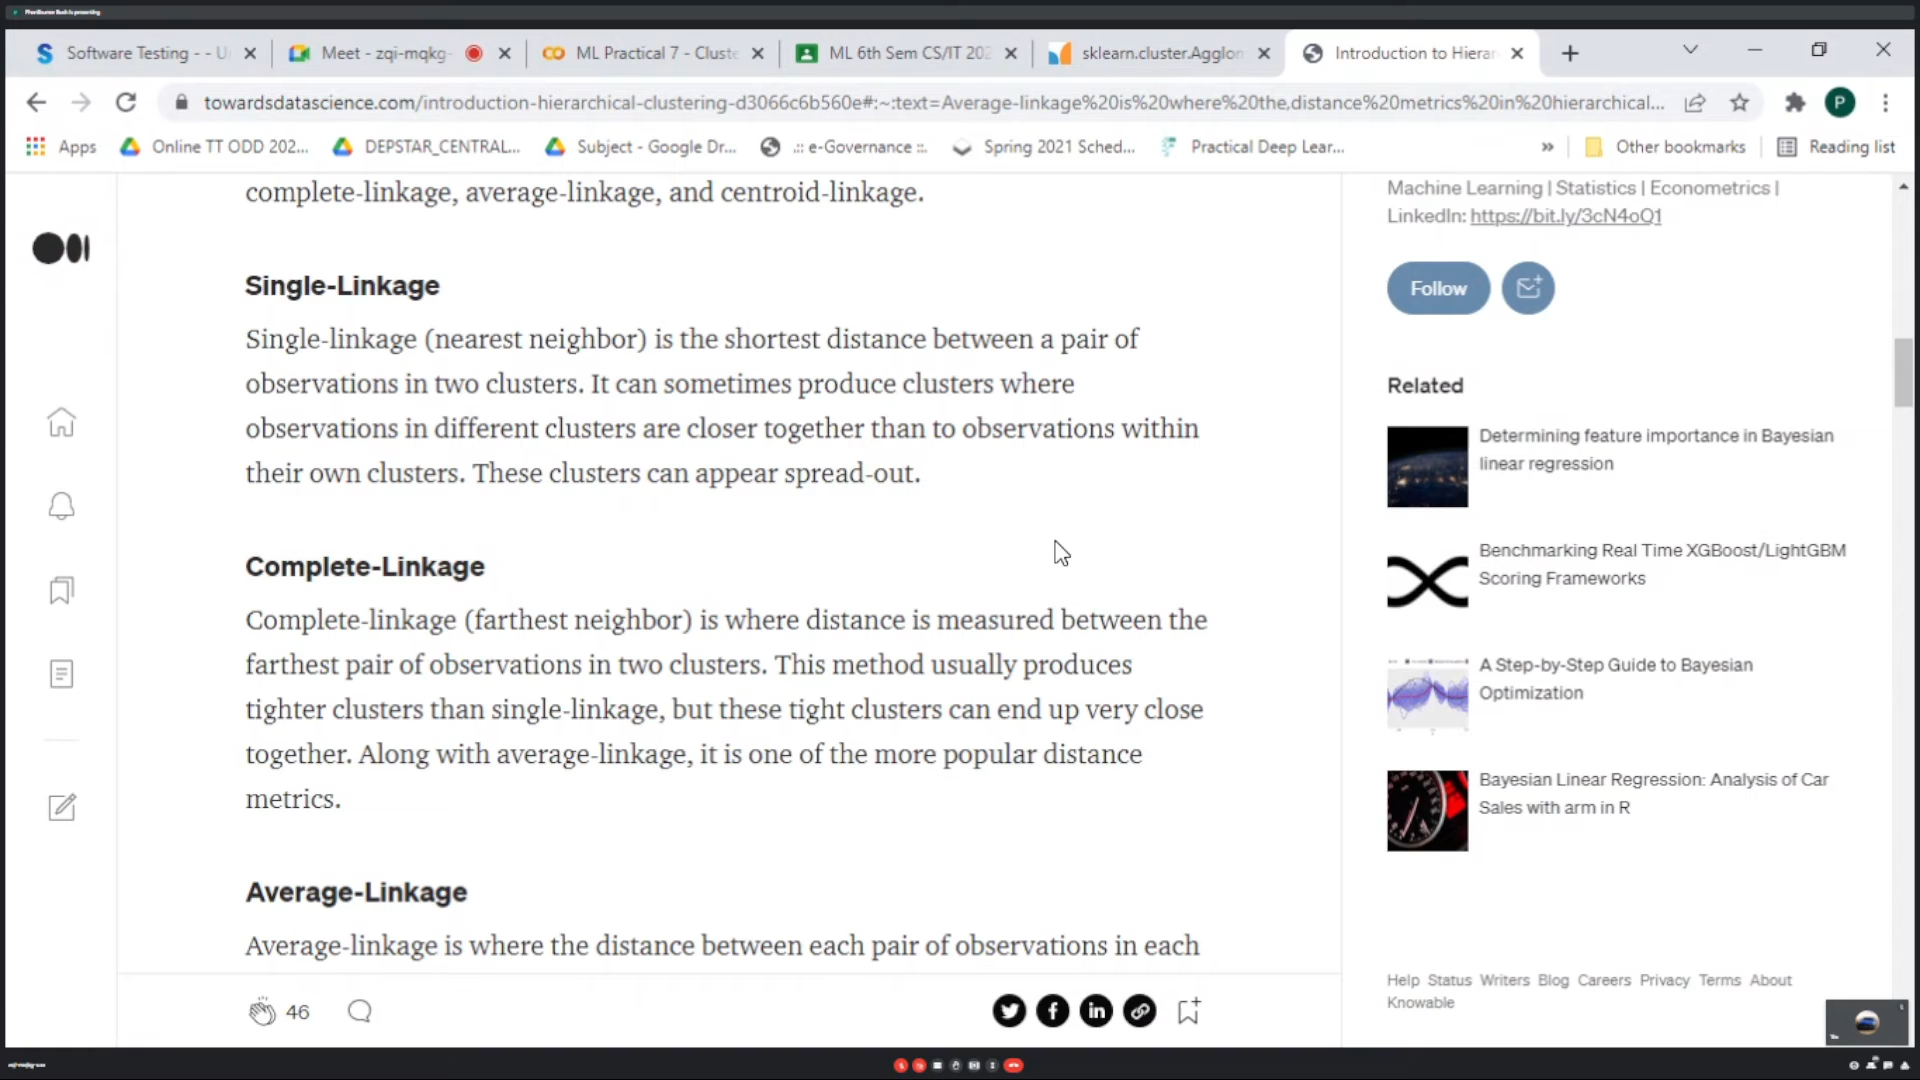 Software Testing - - U
Meet - zqi-mqkg-
ML Practical 7 - Cluste
ML 6th Sem CS/IT 202
sklearn.cluster.Agglon
Introduction to Hierar
towardsdatascience.com/introduction-hierarchical-clustering-d3066c6b560e#:~:text=Average-linkage%20is%20where%20the,distance%20metrics%20in%20hierarchical...
P
Apps
Online TT ODD 202...
DEPSTAR_CENTRAL...
Subject - Google Dr...
.:: e-Governance ::.
Spring 2021 Sched...
Practical Deep Lear...
»
Other bookmarks
Reading list
complete-linkage, average-linkage, and centroid-linkage.
Single-Linkage
Single-linkage (nearest neighbor) is the shortest distance between a pair of
observations in two clusters. It can sometimes produce clusters where
observations in different clusters are closer together than to observations within
their own clusters. These clusters can appear spread-out.
Complete-Linkage
Complete-linkage (farthest neighbor) is where distance is measured between the
farthest pair of observations in two clusters. This method usually produces
tighter clusters than single-linkage, but these tight clusters can end up very close
together. Along with average-linkage, it is one of the more popular distance
metrics.
Average-Linkage
Average-linkage is where the distance between each pair of observations in each
46
Machine Learning | Statistics | Econometrics |
LinkedIn: https://bit.ly/3cN4oQ1
Follow
Related
Determining feature importance in Bayesian
linear regression
Benchmarking Real Time XGBoost/LightGBM
Scoring Frameworks
A Step-by-Step Guide to Bayesian
Optimization
Bayesian Linear Regression: Analysis of Car
Sales with arm in R
Help Status Writers Blog Careers Privacy Terms About
Knowable